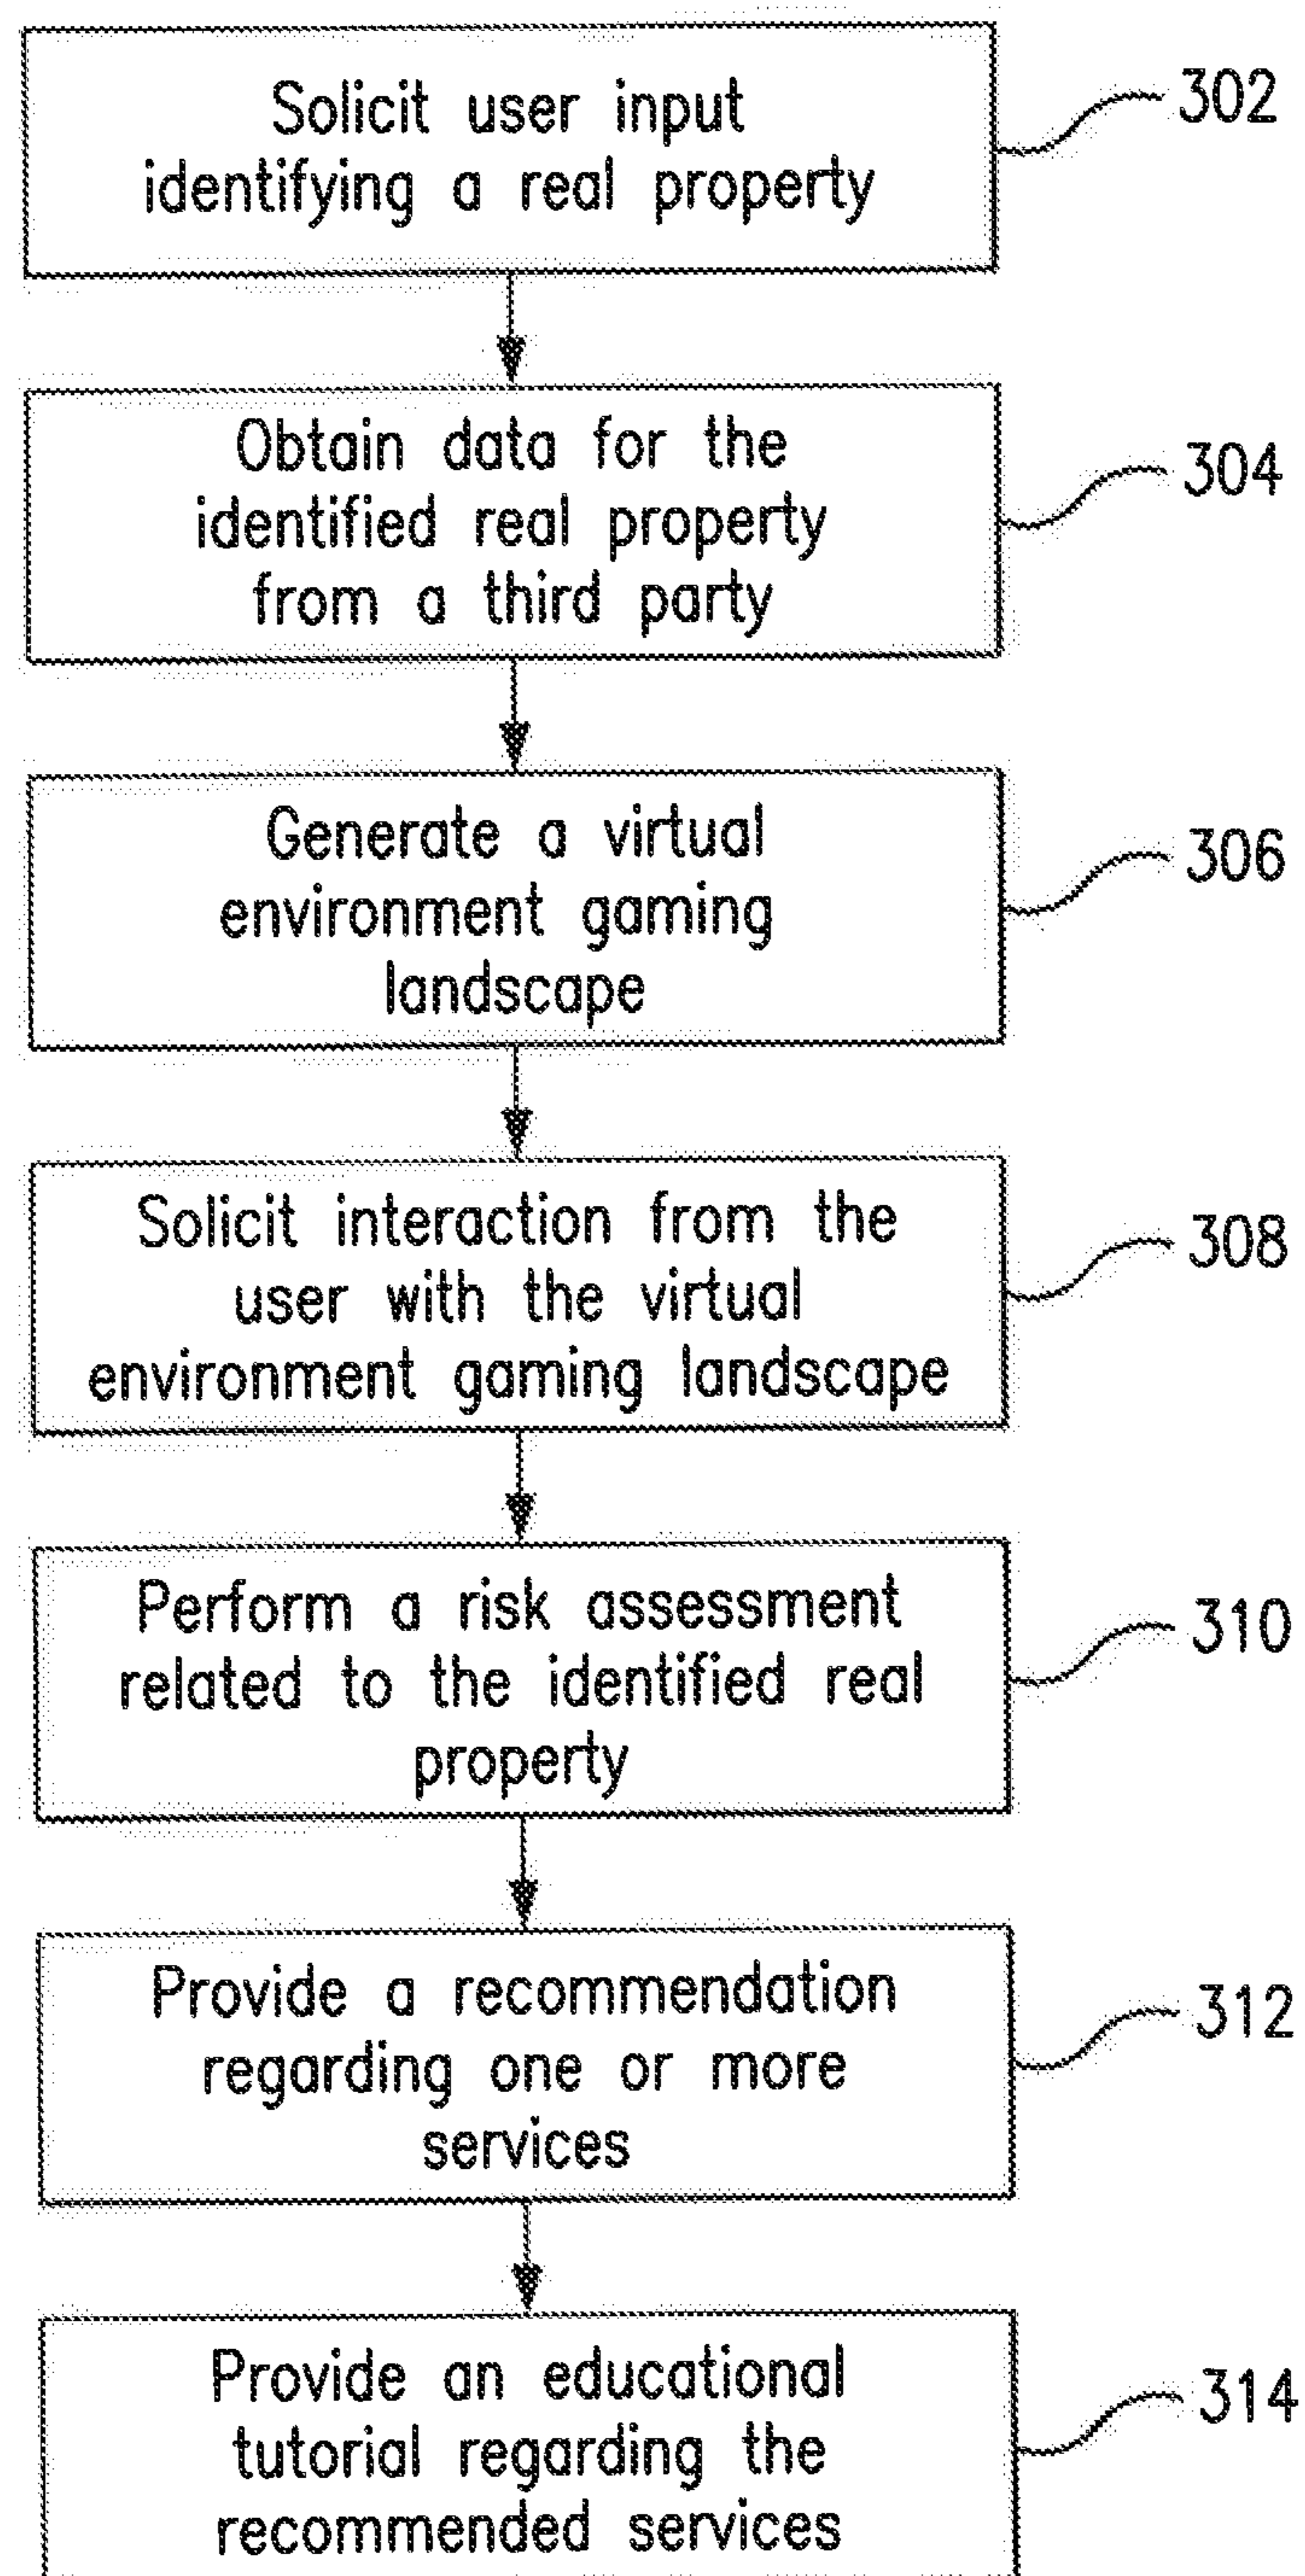 Solicit user input
identifying a real property
302
Obtain data for the
identified real property
from a third party
304
Generate a virtual
environment gaming
landscape
306
Solicit interaction from the
user with the virtual
environment gaming landscape
308
Perform a risk assessment
related to the identified real
property
310
Provide a recommendation
regarding one or more
services
312
Provide an educational
tutorial regarding the
recommended services
314